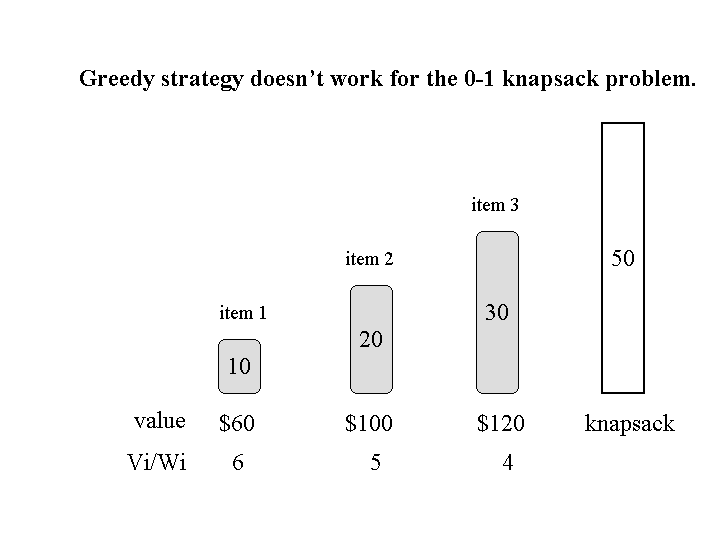 Greedy strategy doesn’t work for the 0-1 knapsack problem.
item 3
item 2
50
item 1
30
20
10
value $60 $100 $120 knapsack
Vi/Wi 6 5 4